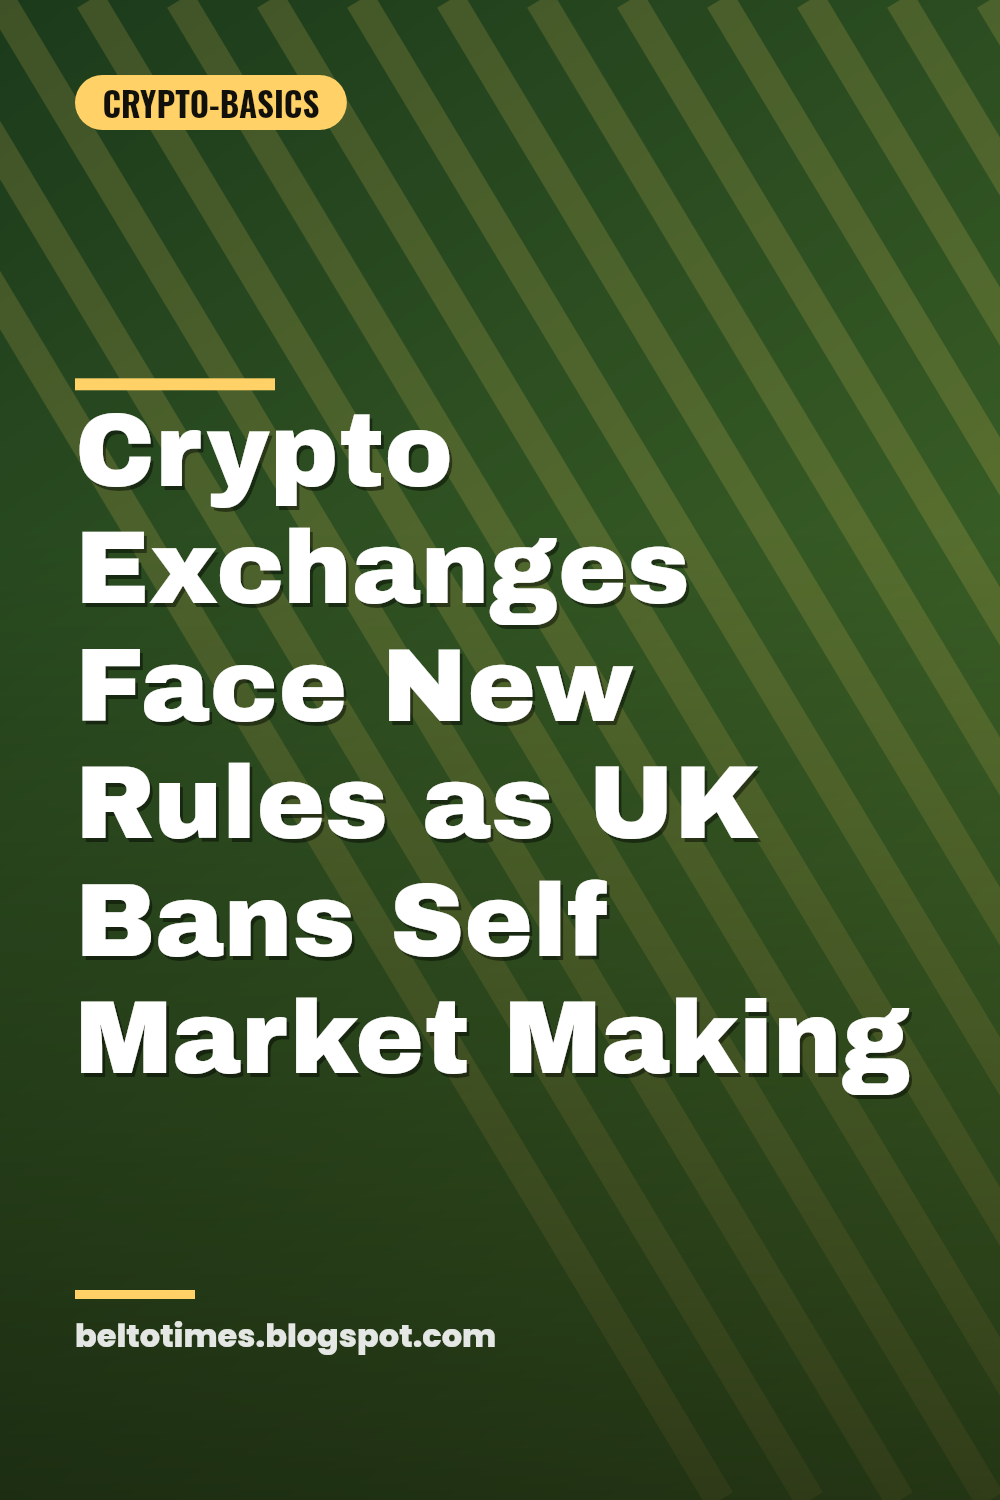 CRYPTO-BASICS
Crypto
Exchanges
Face New
Rules as UK
Bans Self
Market Making
beltotimes.blogspot.com